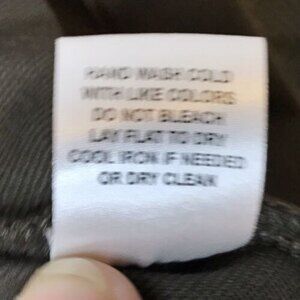 HAND WASH COLD
WITH LIKE COLORS
DO NOT BLEACH
LAY FLAT TO DRY
COOL IRON IF NEEDED
OR DRY CLEAN